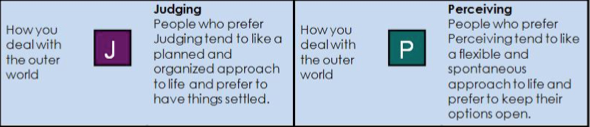 How you
deal with
the outer
world
J
Judging
People who prefer
Judging tend to like a
planned and
organized approach
to life and prefer to
have things settled.
How you
deal with
the outer
world
P
Perceiving
People who prefer
Perceiving tend to like
a flexible and
spontaneous
approach to life and
prefer to keep their
options open.